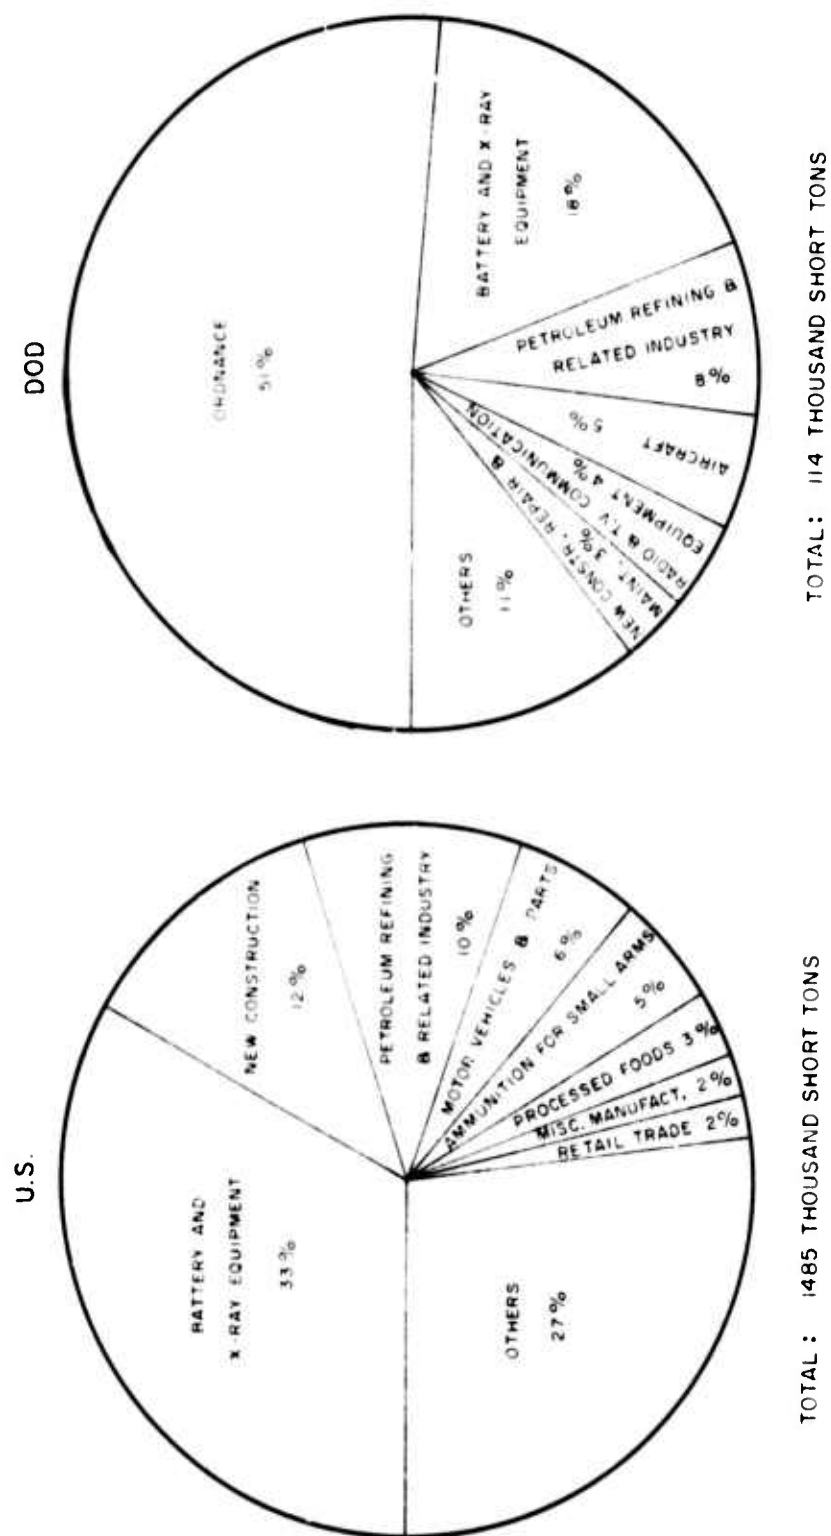 U.S.
BATTERY AND
X-RAY EQUIPMENT
33%
NEW CONSTRUCTION
12%
PETROLEUM REFINING
& RELATED INDUSTRY
10%
MOTOR VEHICLES & PARTS
6%
AMMUNITION FOR SMALL ARMS
5%
PROCESSED FOODS 3%
MISC. MANUFACT, 2%
RETAIL TRADE 2%
OTHERS
27%
TOTAL: 1485 THOUSAND SHORT TONS
DOD
ORDNANCE
51%
BATTERY AND X-RAY
EQUIPMENT
18%
PETROLEUM REFINING &
RELATED INDUSTRY
8%
AIRCRAFT
5%
RADIO & T.V. COMMUNICATION
EQUIPMENT 4%
NEW CONSTR., REPAIR &
MAINT., 3%
OTHERS
11%
TOTAL: 114 THOUSAND SHORT TONS